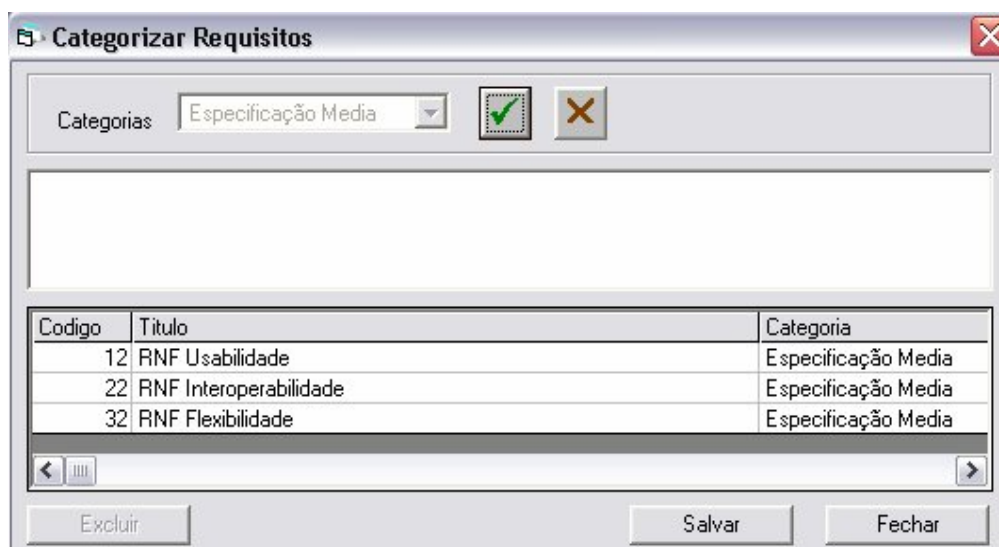 Categorizar Requisitos
Categorias Especificação Media
Codigo Titulo Categoria
12 RNF Usabilidade Especificação Media
22 RNF Interoperabilidade Especificação Media
32 RNF Flexibilidade Especificação Media
Excluir Salvar Fechar